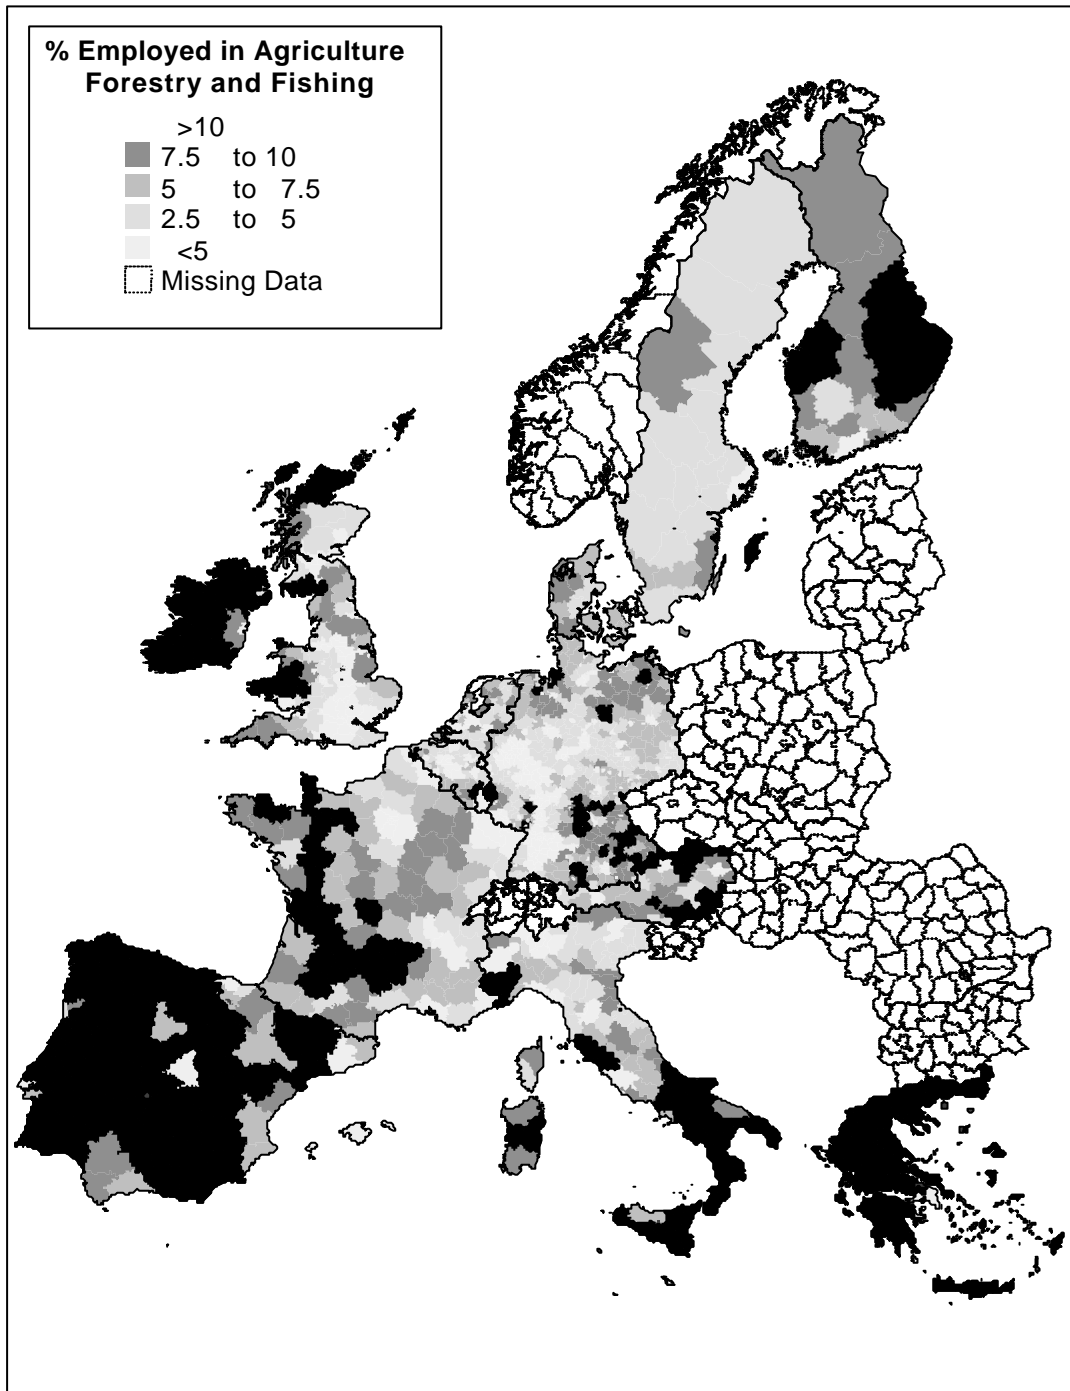 % Employed in Agriculture
Forestry and Fishing
>10
7.5 to 10
5 to 7.5
2.5 to 5
<5
Missing Data